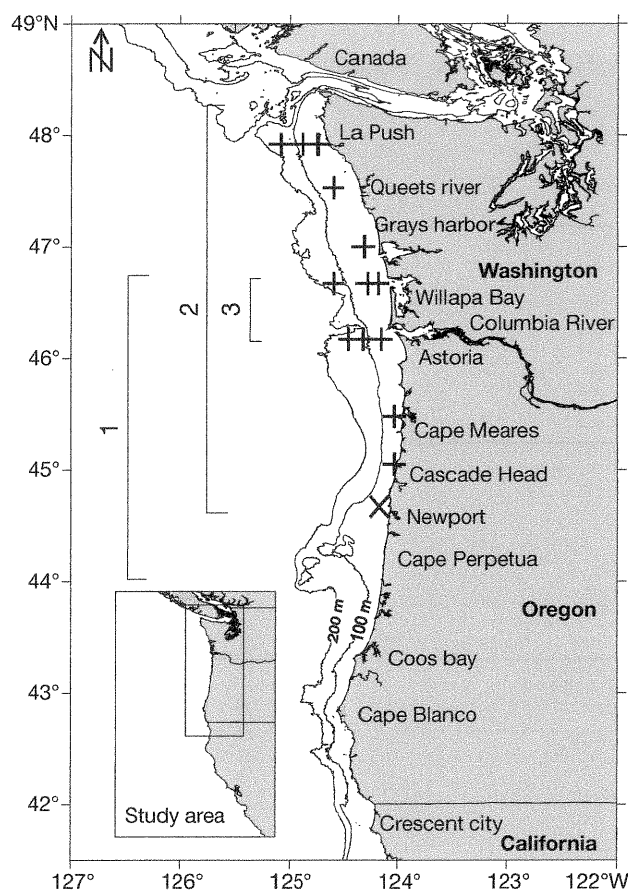 49°N
N
Canada
48°
La Push
Queets river
Grays harbor
47°
Washington
Willapa Bay
2
3
Columbia River
46°
Astoria
1
Cape Meares
45°
Cascade Head
Newport
Cape Perpetua
44°
200 m
100 m
Oregon
Coos bay
43°
Cape Blanco
42°
Study area
Crescent city
California
127°
126°
125°
124°
123°
122°W